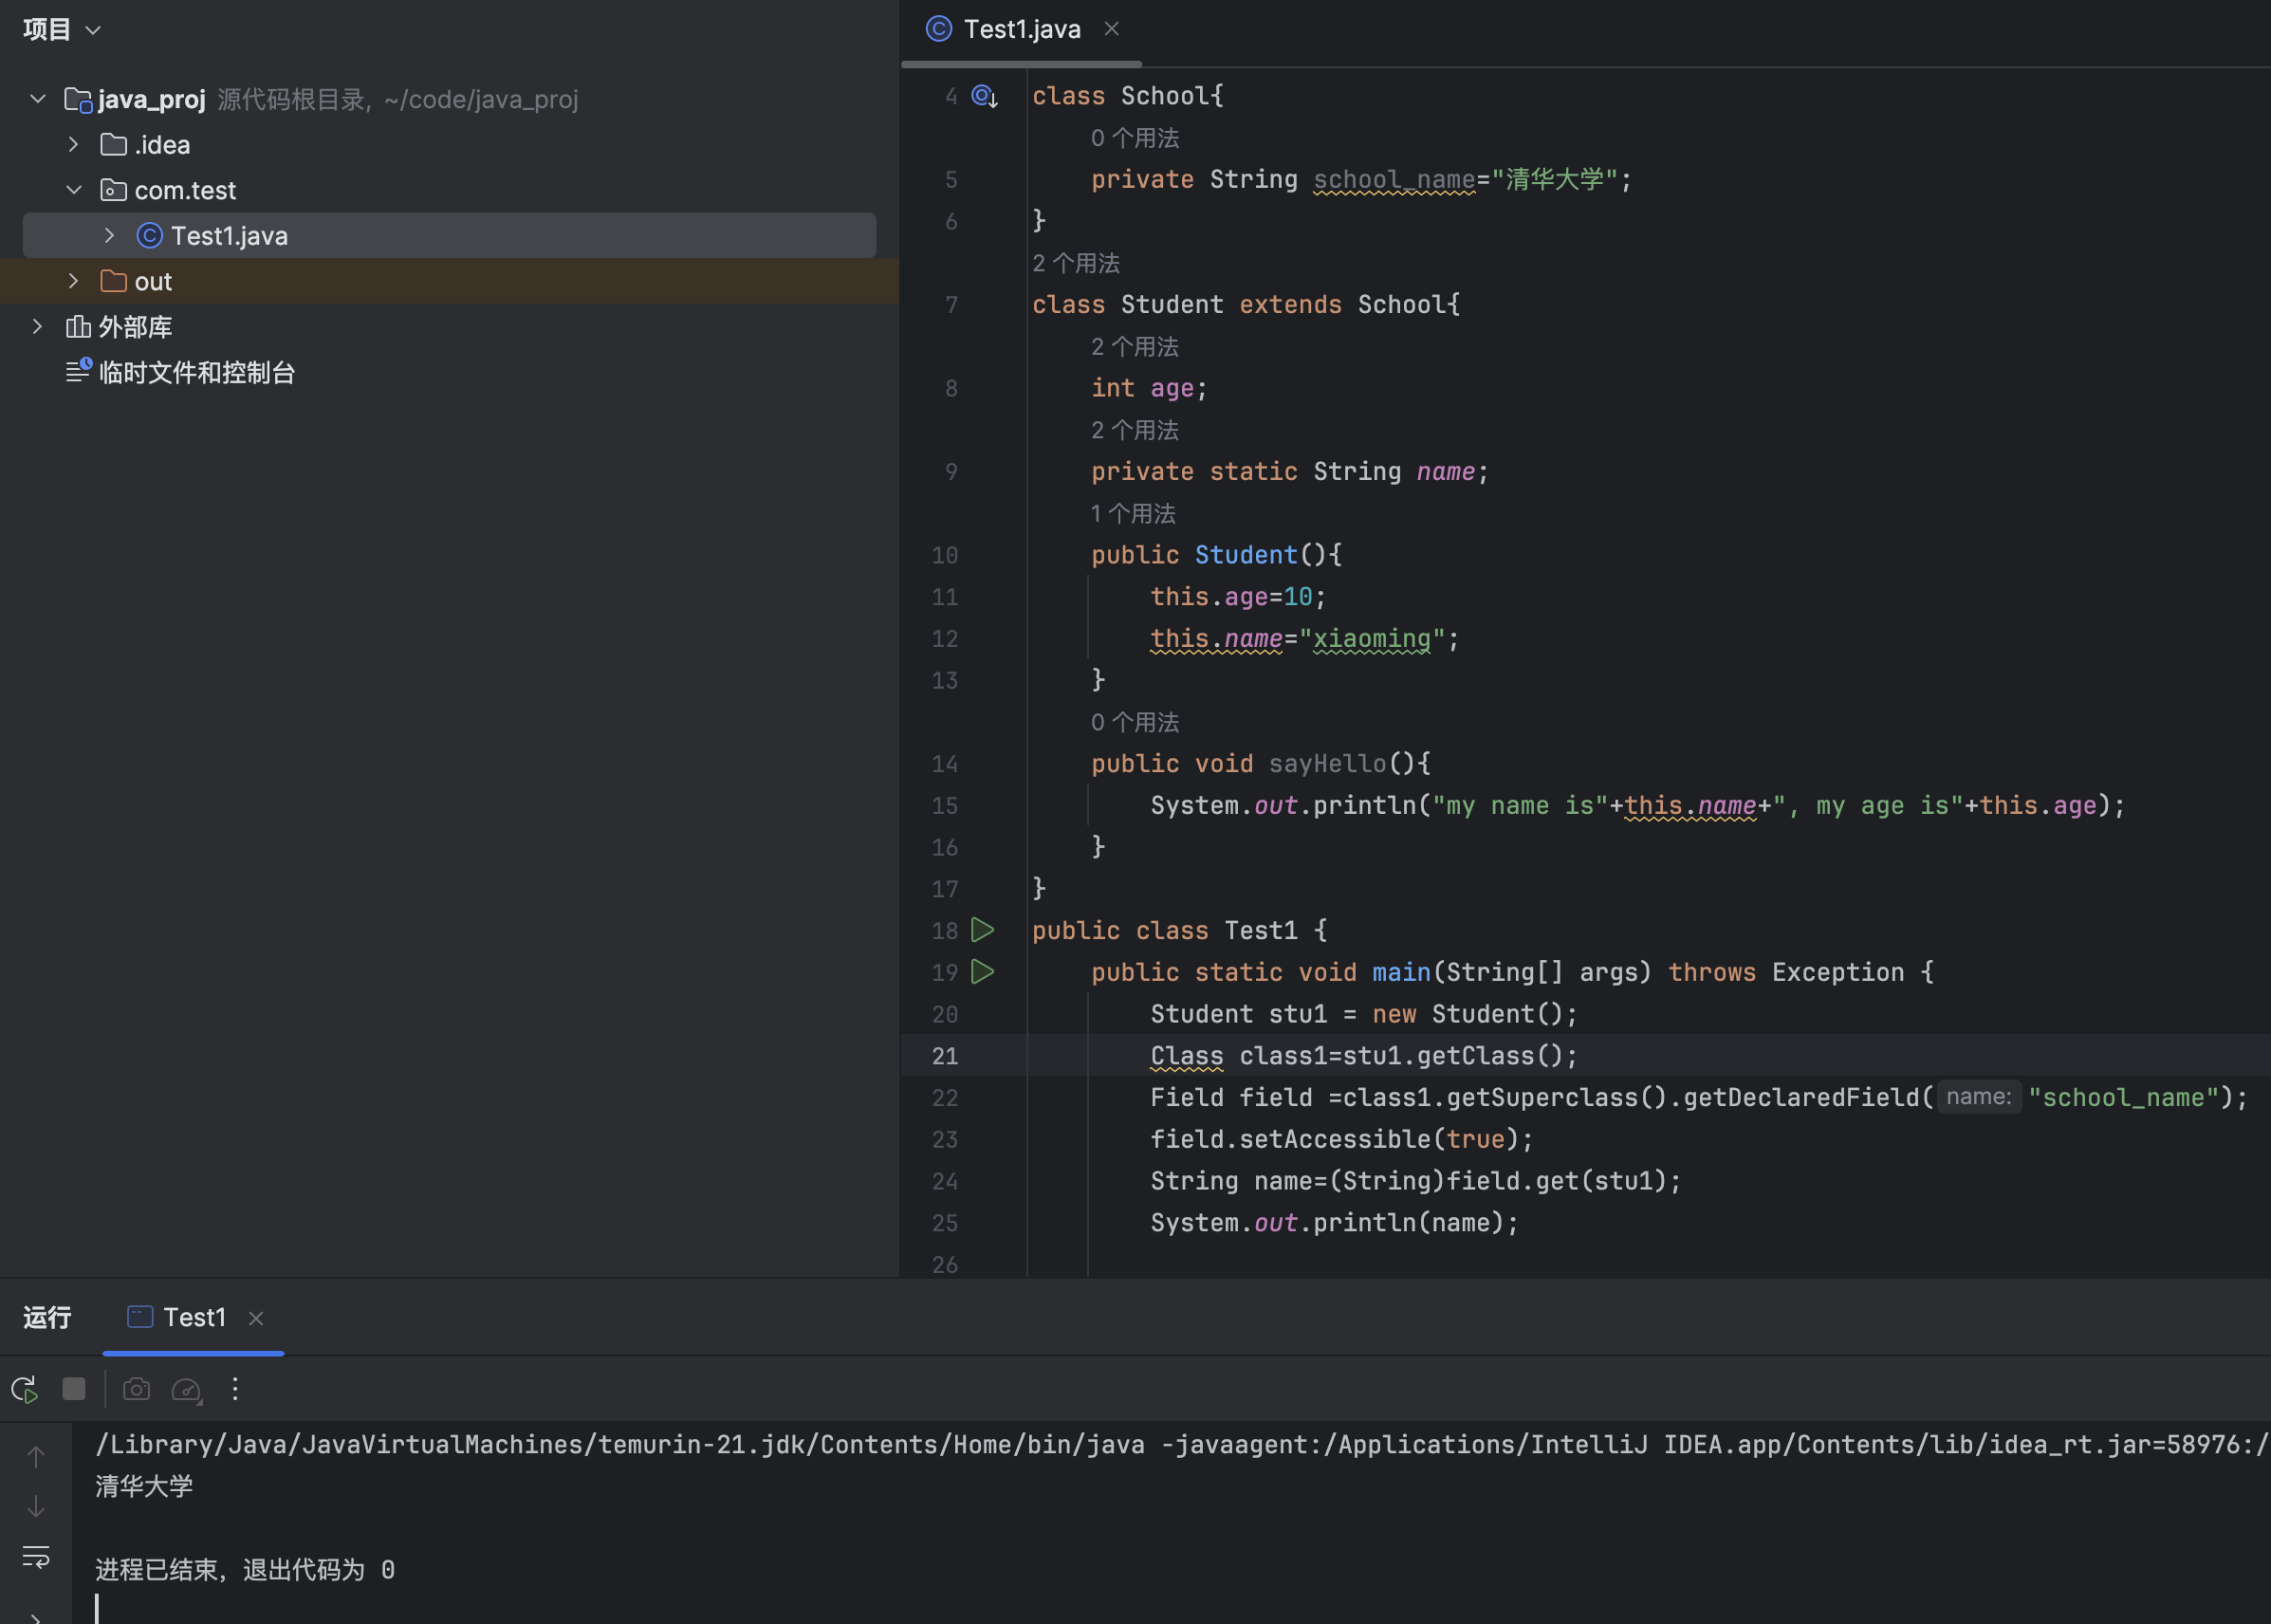 项目
java_proj 源代码根目录, ~/code/java_proj
.idea
com.test
Test1.java
out
外部库
临时文件和控制台
Test1.java
4 class School{
0 个用法
5 private String school_name="清华大学";
6 }
2 个用法
7 class Student extends School{
2 个用法
8 int age;
2 个用法
9 private static String name;
1 个用法
10 public Student(){
11 this.age=10;
12 this.name="xiaoming";
13 }
0 个用法
14 public void sayHello(){
15 System.out.println("my name is"+this.name+", my age is"+this.age);
16 }
17 }
18 public class Test1 {
19 public static void main(String[] args) throws Exception {
20 Student stu1 = new Student();
21 Class class1=stu1.getClass();
22 Field field =class1.getSuperclass().getDeclaredField( name: "school_name");
23 field.setAccessible(true);
24 String name=(String)field.get(stu1);
25 System.out.println(name);
26
运行 Test1
/Library/Java/JavaVirtualMachines/temurin-21.jdk/Contents/Home/bin/java -javaagent:/Applications/IntelliJ IDEA.app/Contents/lib/idea_rt.jar=58976:/
清华大学
进程已结束，退出代码为 0